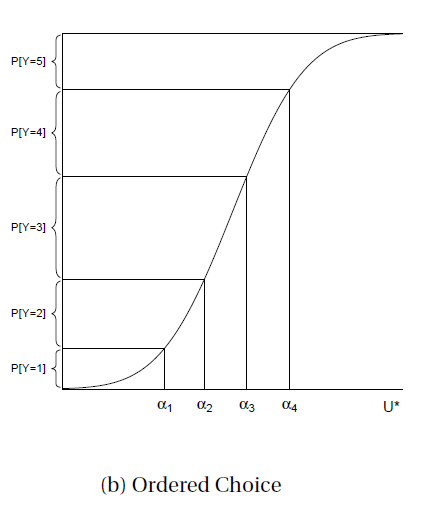 P[Y=5]
P[Y=4]
P[Y=3]
P[Y=2]
P[Y=1]
α1 α2 α3 α4 U*
(b) Ordered Choice